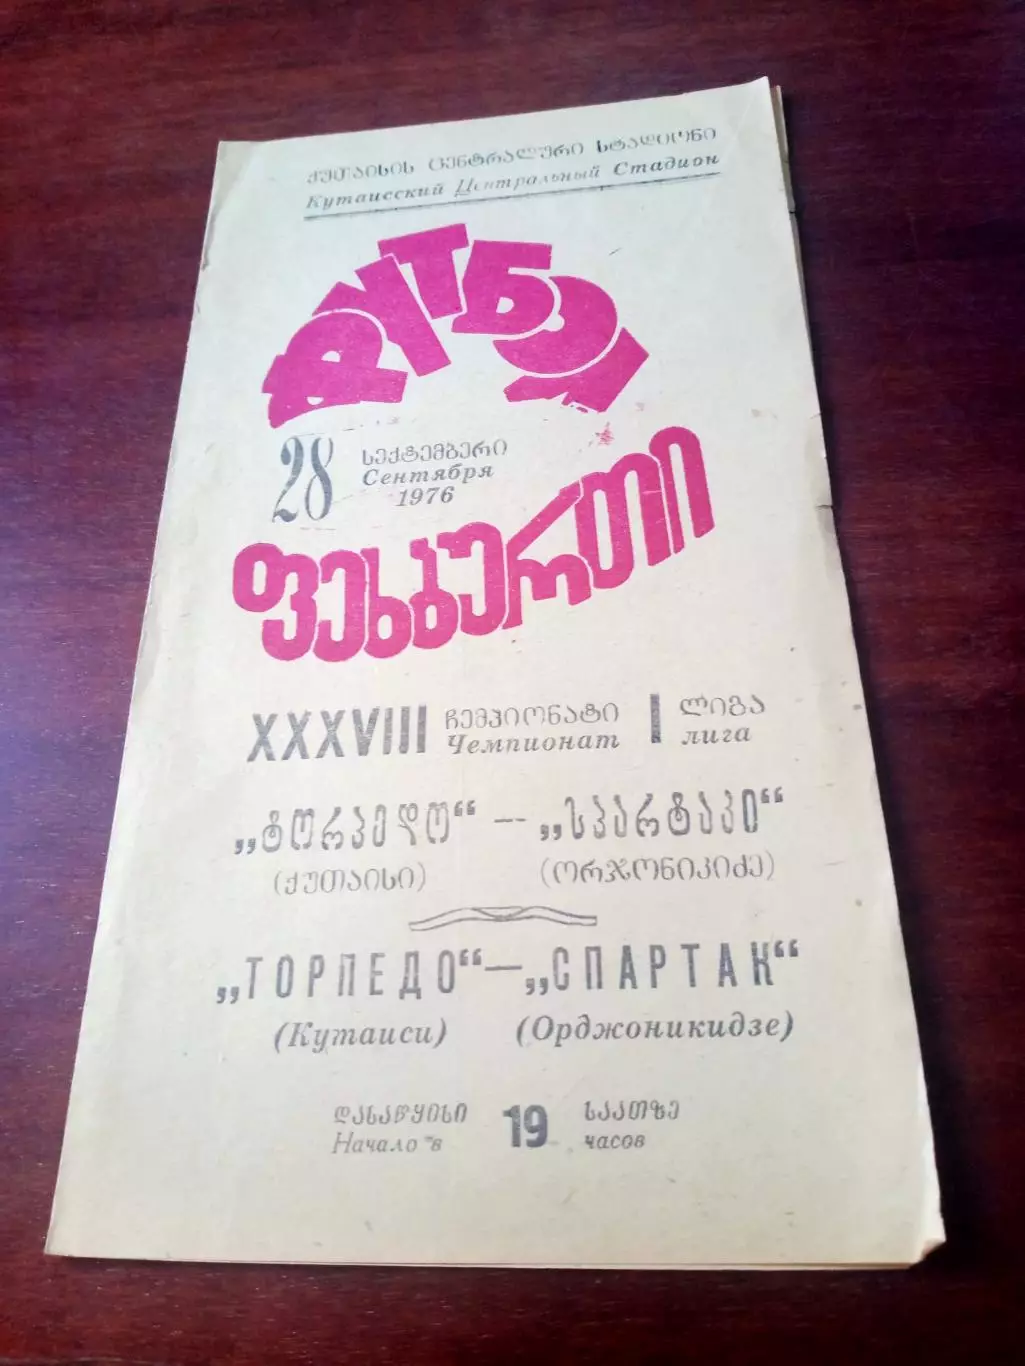 ქუთაისის ცენტრალური სტადიონი
Кутаисский Центральный Стадион
ФУТБОЛ
28 სექტემბერი
Сентября
1976
ფეხბურთი
XXXVIII ჩემპიონატი I ლიგა
Чемпионат лига
„ტორპედო“ — „სპარტაკი“
(ქუთაისი) (ორჯონიკიძე)
„ТОРПЕДО“ — „СПАРТАК“
(Кутаиси) (Орджоникидзе)
დასაწყისი 19 საათზე
Начало в часов